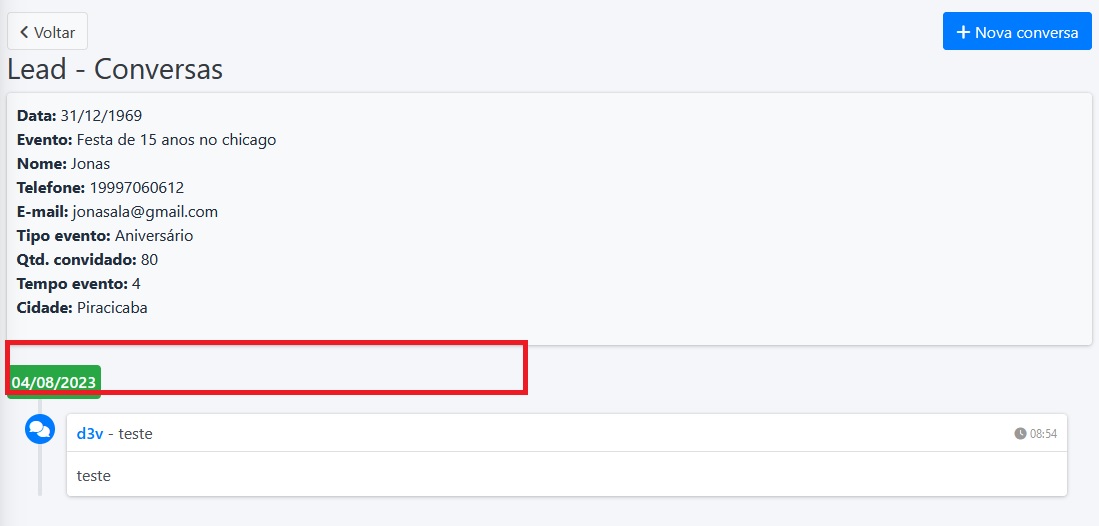 Voltar
Nova conversa
Lead - Conversas
Data: 31/12/1969
Evento: Festa de 15 anos no chicago
Nome: Jonas
Telefone: 19997060612
E-mail: jonasala@gmail.com
Tipo evento: Aniversário
Qtd. convidado: 80
Tempo evento: 4
Cidade: Piracicaba
04/08/2023
d3v - teste
08:54
teste